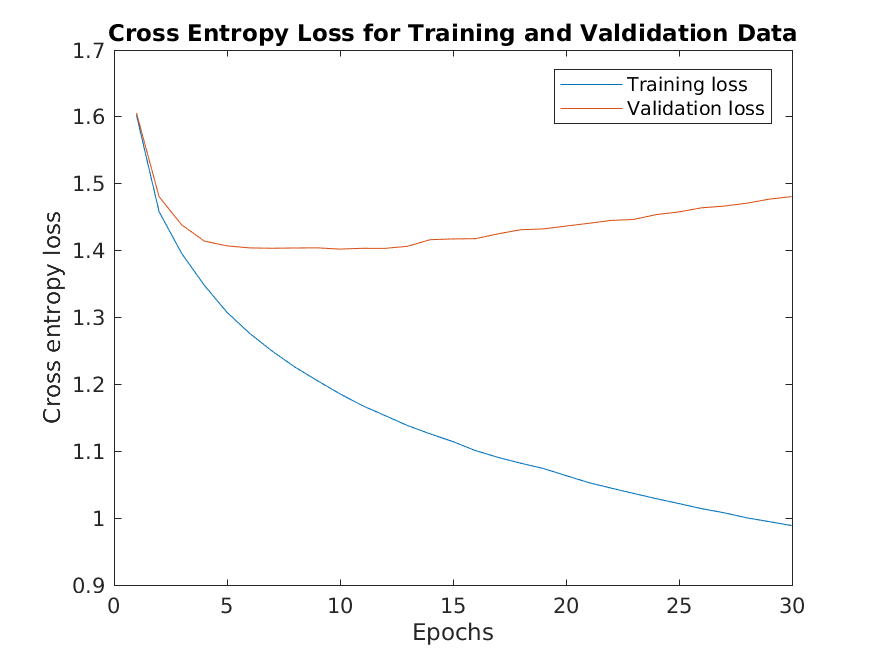 Cross Entropy Loss for Training and Valdidation Data
1.7
1.6
1.5
1.4
1.3
1.2
1.1
1
0.9
Cross entropy loss
Training loss
Validation loss
0 5 10 15 20 25 30
Epochs